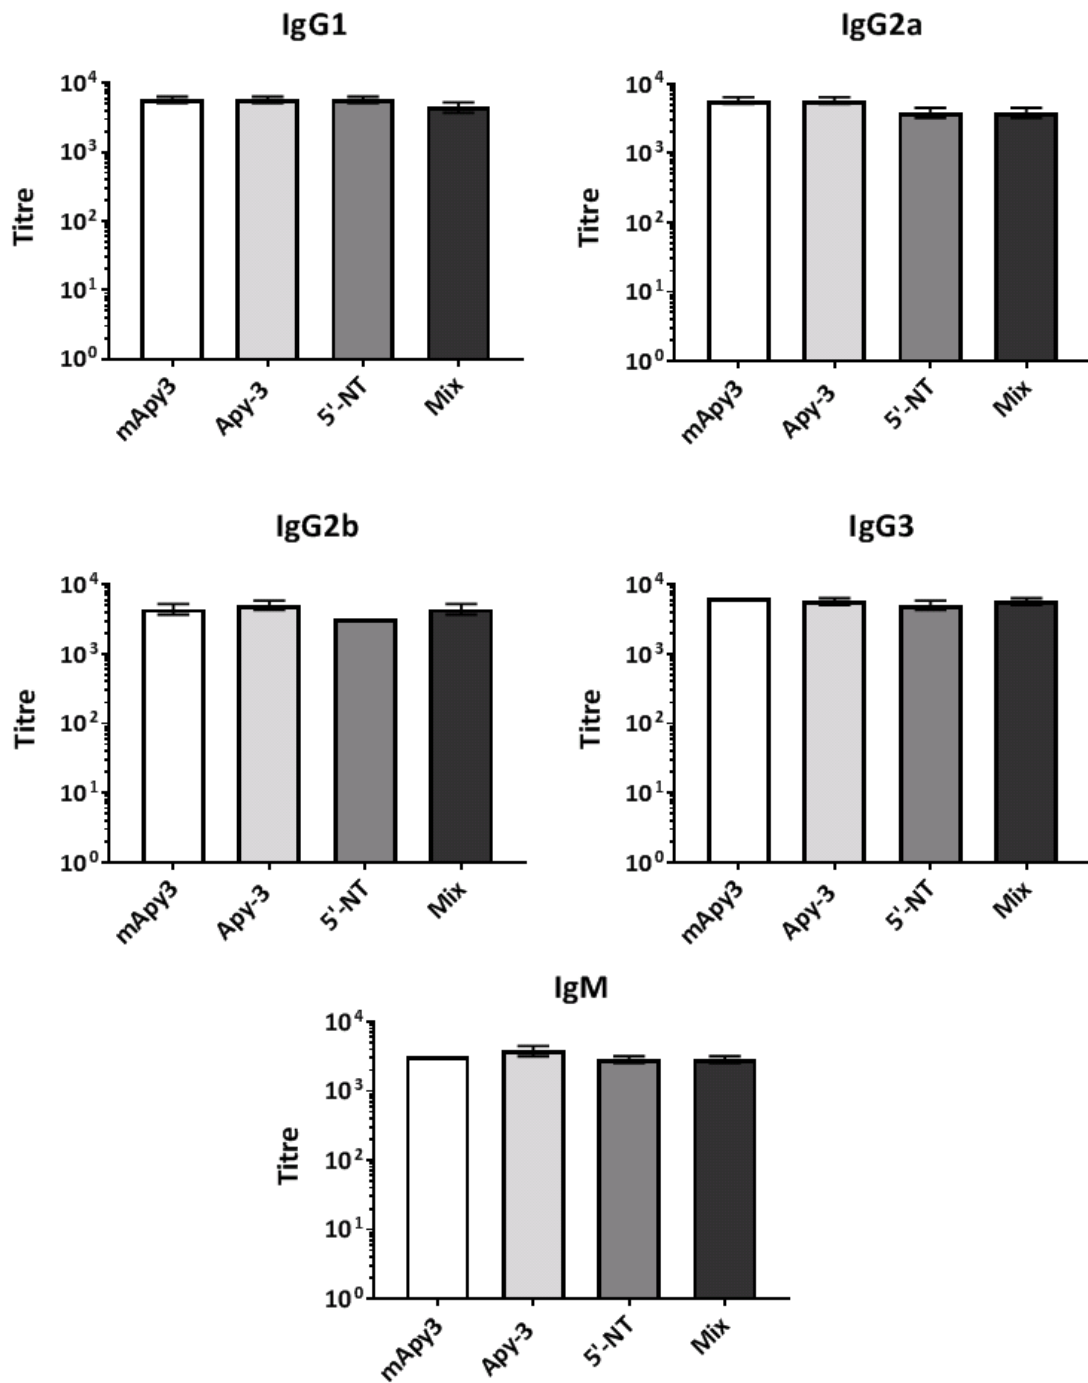 IgG1
10⁴
10³
10²
10¹
10⁰
Titre
mApy3
Apy-3
5'-NT
Mix
IgG2a
10⁴
10³
10²
10¹
10⁰
Titre
mApy3
Apy-3
5'-NT
Mix
IgG2b
10⁴
10³
10²
10¹
10⁰
Titre
mApy3
Apy-3
5'-NT
Mix
IgG3
10⁴
10³
10²
10¹
10⁰
Titre
mApy3
Apy-3
5'-NT
Mix
IgM
10⁴
10³
10²
10¹
10⁰
Titre
mApy3
Apy-3
5'-NT
Mix